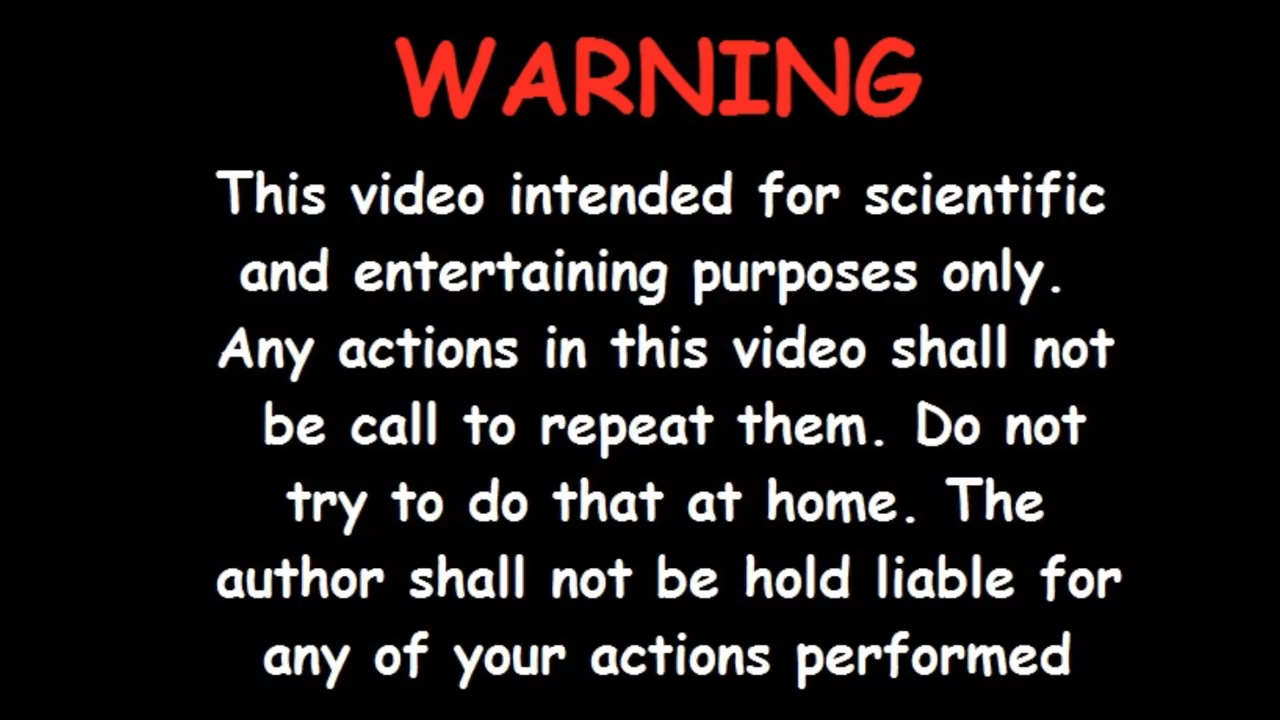 WARNING
This video intended for scientific
and entertaining purposes only.
Any actions in this video shall not
be call to repeat them. Do not
try to do that at home. The
author shall not be hold liable for
any of your actions performed